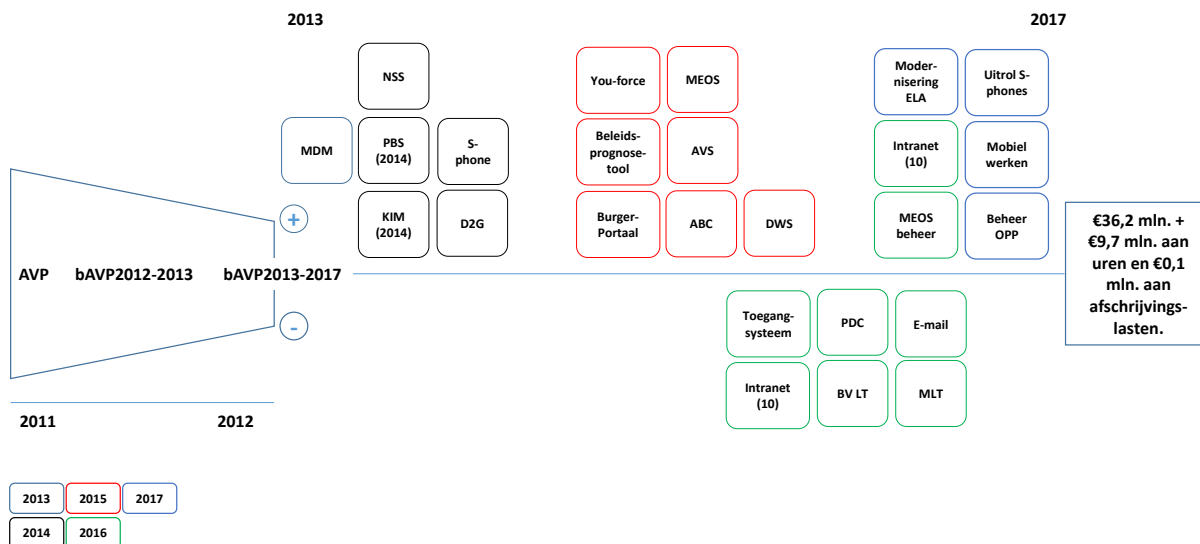 2013
2017
NSS
MDM
PBS
(2014)
S-
phone
KIM
(2014)
D2G
You-force
MEOS
Beleids-
prognose-
tool
AVS
Burger-
Portaal
ABC
DWS
Moder-
nisering
ELA
Uitrol S-
phones
Intranet
(10)
Mobiel
werken
MEOS
beheer
Beheer
OPP
+
AVP
bAVP2012-2013
bAVP2013-2017
-
€36,2 mln. +
€9,7 mln. aan
uren en €0,1
mln. aan
afschrijvings-
lasten.
Toegang-
systeem
PDC
E-mail
Intranet
(10)
BV LT
MLT
2011
2012
2013
2015
2017
2014
2016